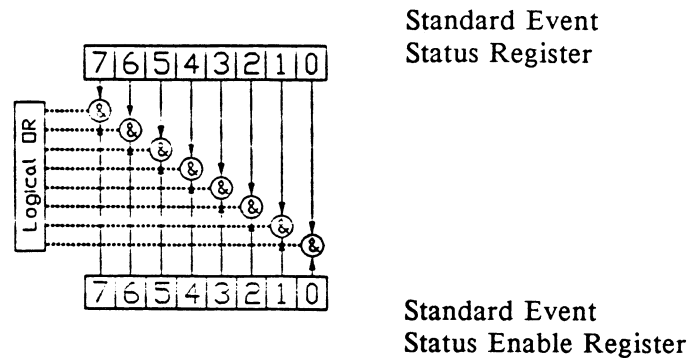 Standard Event
Status Register
7 6 5 4 3 2 1 0
&
&
&
&
&
&
&
&
Logical OR
7 6 5 4 3 2 1 0
Standard Event
Status Enable Register